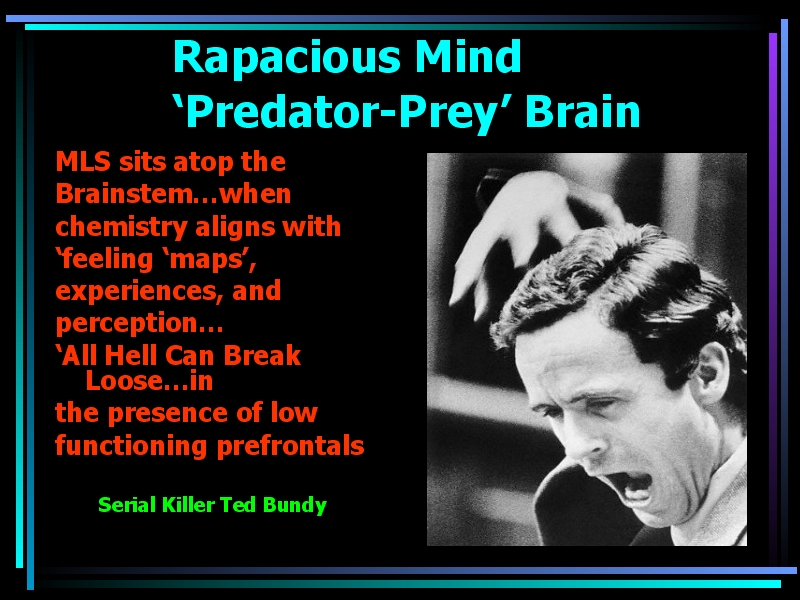 Rapacious Mind
‘Predator-Prey’ Brain
MLS sits atop the
Brainstem…when
chemistry aligns with
‘feeling ‘maps’,
experiences, and
perception…
‘All Hell Can Break
Loose…in
the presence of low
functioning prefrontals
Serial Killer Ted Bundy